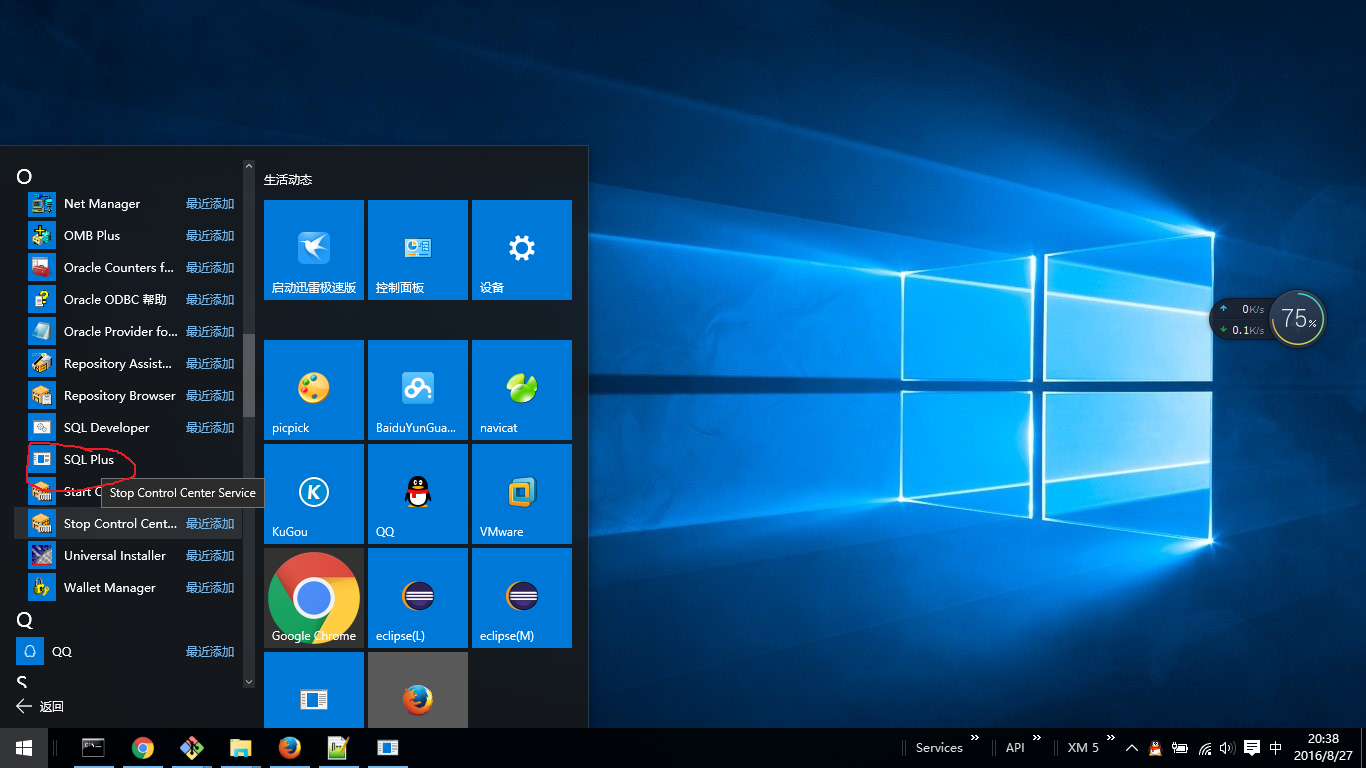 O
Net Manager 最近添加
OMB Plus 最近添加
Oracle Counters f... 最近添加
Oracle ODBC 帮助 最近添加
Oracle Provider fo... 最近添加
Repository Assist... 最近添加
Repository Browser 最近添加
SQL Developer 最近添加
SQL Plus
Start C
Stop Control Center Service
Stop Control Cent... 最近添加
Universal Installer 最近添加
Wallet Manager 最近添加
Q
QQ 最近添加
S
返回
生活动态
启动迅雷极速版 控制面板 设备
picpick BaiduYunGua... navicat
KuGou QQ VMware
Google Chrome eclipse(L) eclipse(M)
0K/s
0.1K/s
75%
Services » API » XM 5 » 中
20:38
2016/8/27